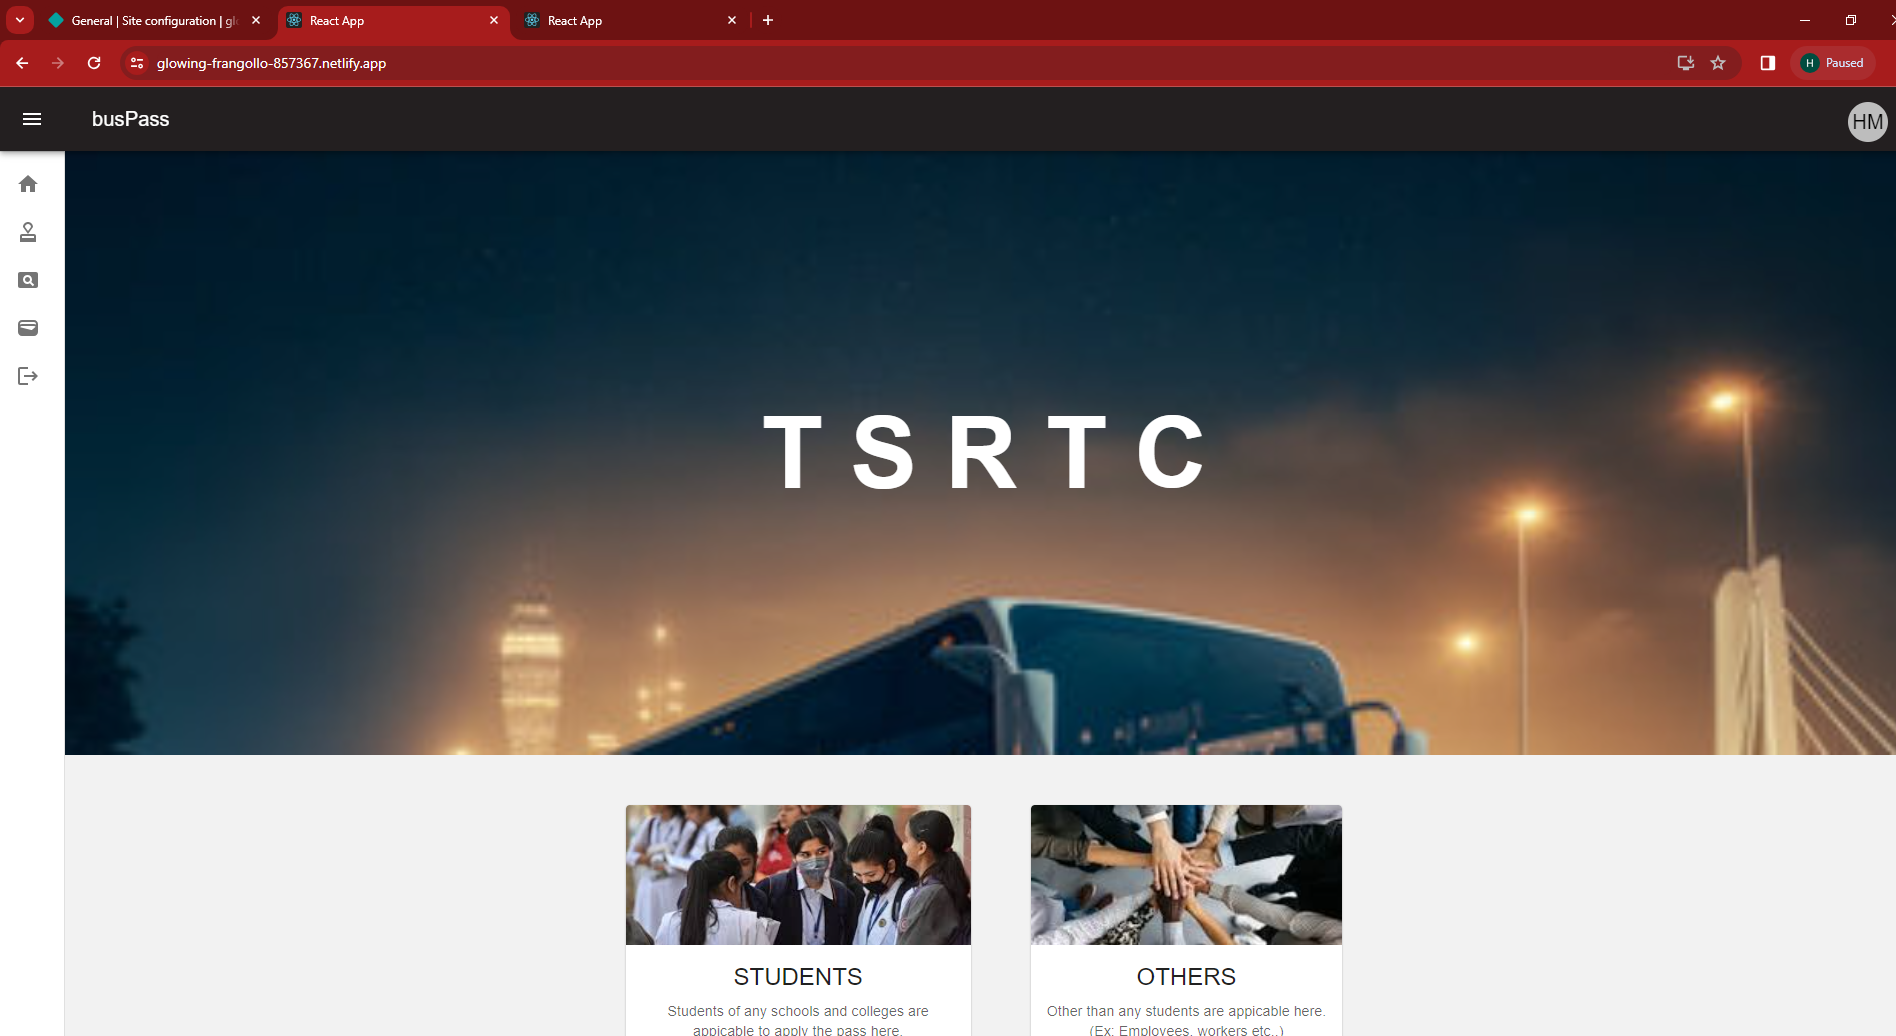 General | Site configuration | gl
React App
React App
glowing-frangollo-857367.netlify.app
H
Paused
busPass
HM
TSRTC
STUDENTS
Students of any schools and colleges are
appicable to apply the pass here.
OTHERS
Other than any students are appicable here.
(Ex: Employees, workers etc..)